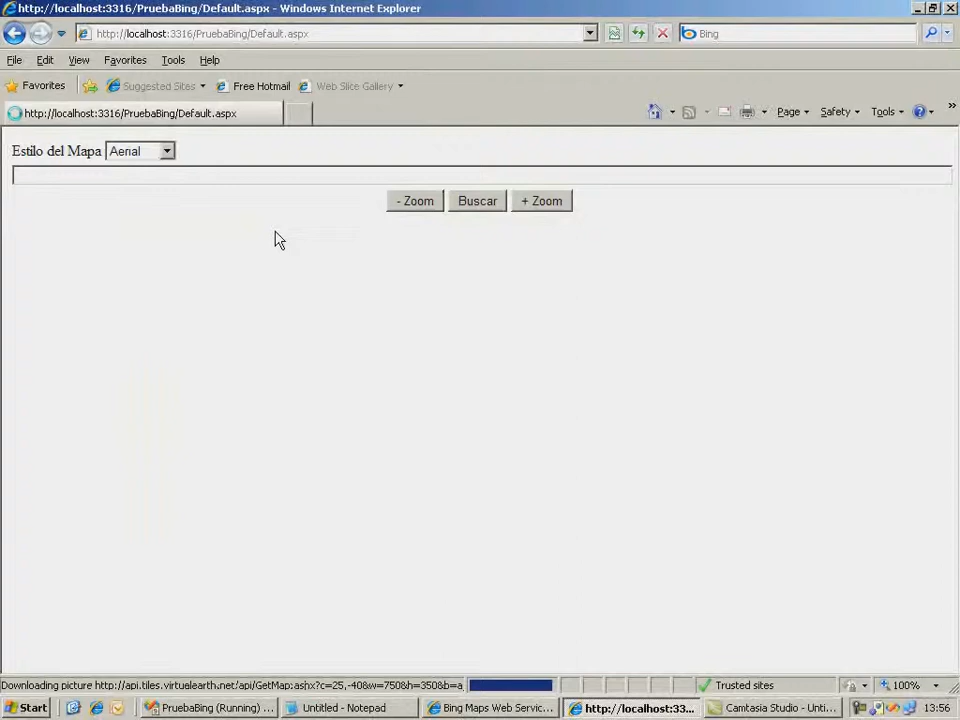 http://localhost:3316/PruebaBing/Default.aspx - Windows Internet Explorer
http://localhost:3316/PruebaBing/Default.aspx
Bing
File Edit View Favorites Tools Help
Favorites Suggested Sites Free Hotmail Web Slice Gallery
http://localhost:3316/PruebaBing/Default.aspx
Page Safety Tools »
Estilo del Mapa Aerial
- Zoom Buscar + Zoom
Downloading picture http://api.tiles.virtualearth.net/api/GetMap.ashx?c=25,-40&w=750&h=350&b=a, Trusted sites 100%
Start PruebaBing (Running) ... Untitled - Notepad Bing Maps Web Servic... http://localhost:33... Camtasia Studio - Unti... 13:56